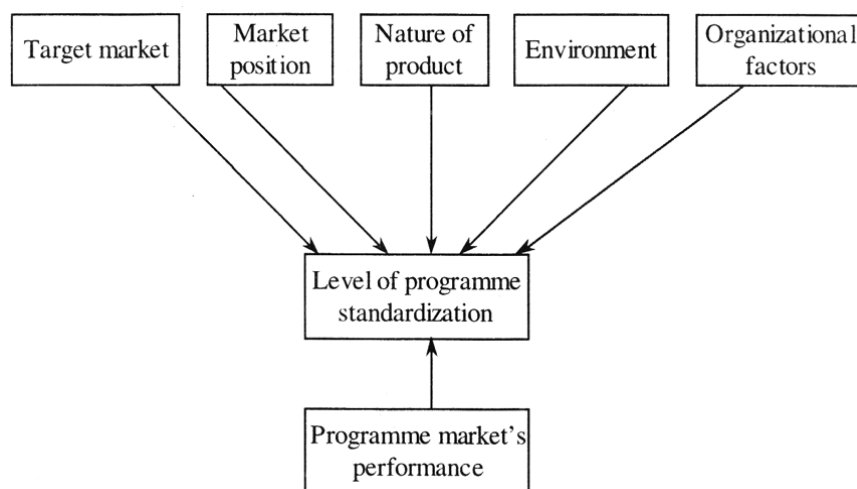 Target market
Market
position
Nature of
product
Environment
Organizational
factors
Level of programme
standardization
Programme market's
performance